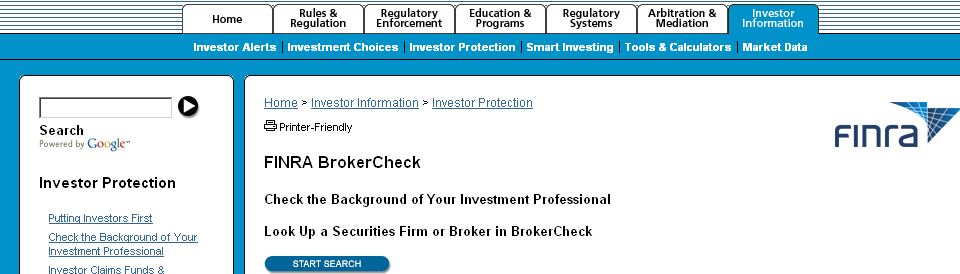 Home
Rules &
Regulation
Regulatory
Enforcement
Education &
Programs
Regulatory
Systems
Arbitration &
Mediation
Investor
Information
Investor Alerts | Investment Choices | Investor Protection | Smart Investing | Tools & Calculators | Market Data
Search
Powered by Google™
Investor Protection
Putting Investors First
Check the Background of Your
Investment Professional
Investor Claims Funds &
Home > Investor Information > Investor Protection
Printer-Friendly
finra
FINRA BrokerCheck
Check the Background of Your Investment Professional
Look Up a Securities Firm or Broker in BrokerCheck
START SEARCH